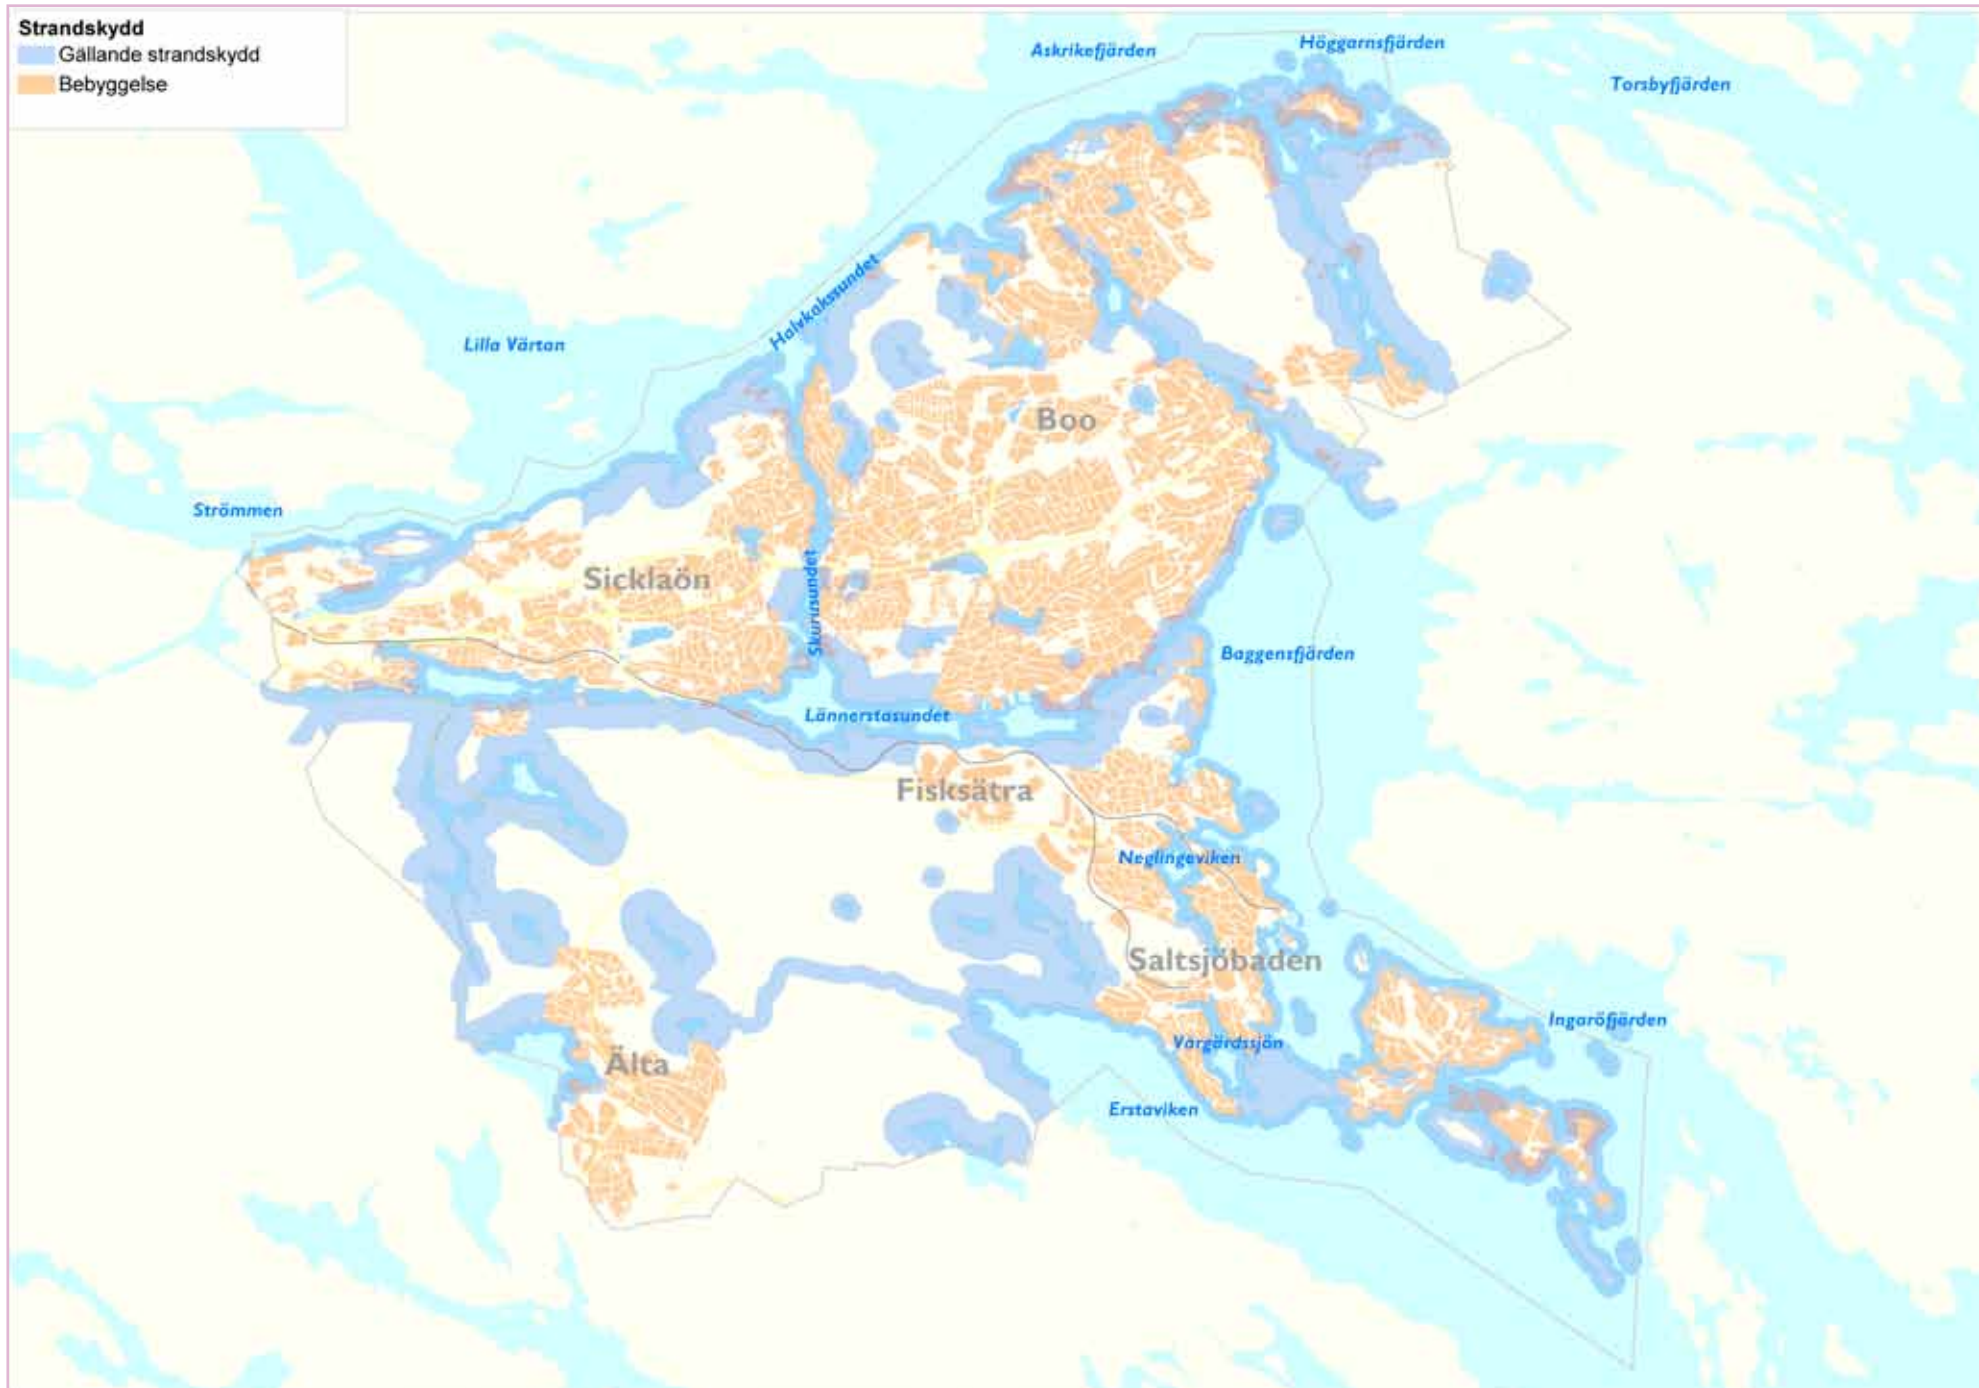 Strandskydd
Gällande strandskydd
Bebyggelse
Askrikefjärden
Höggarnsfjärden
Torsbyfjärden
Halvkakssundet
Lilla Värtan
Boo
Strömmen
Sicklaön
Skurusundet
Baggensfjärden
Lännerstasundet
Fisksätra
Neglingeviken
Saltsjöbaden
Ingaröfjärden
Vårgärdssjön
Älta
Erstaviken